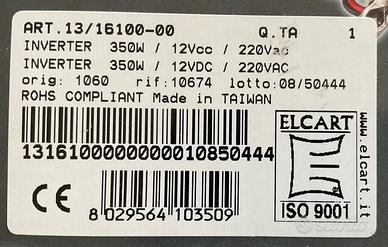 ART.13/16100-00 Q.TA 1
INVERTER 350W / 12Vcc / 220Vac
INVERTER 350W / 12VDC / 220VAC
orig: 1060 rif:10674 lotto:08/50444
ROHS COMPLIANT Made in TAIWAN
13161000000000010850444
CE
8 029564 103509
ELCART
ISO 9001
www.elcart.it